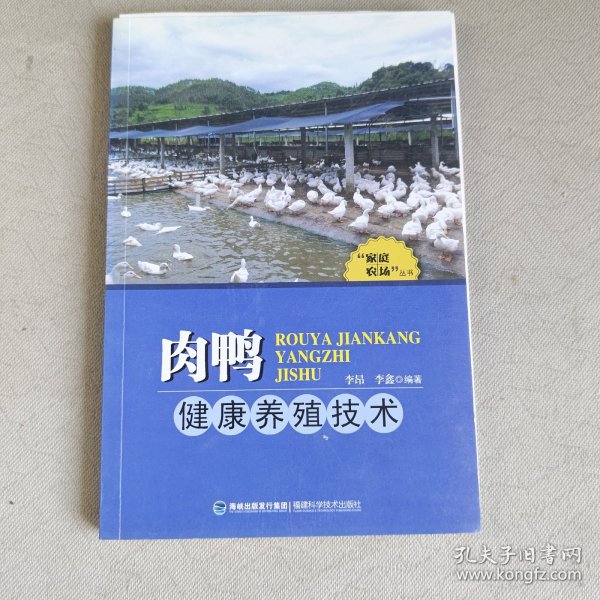 “家庭
农场”丛书
肉鸭
ROUYA JIANKANG
YANGZHI
JISHU
李昂 李鑫◎编著
健康养殖技术
海峡出版发行集团 | 福建科学技术出版社
孔夫子旧书网
www.kongfz.com